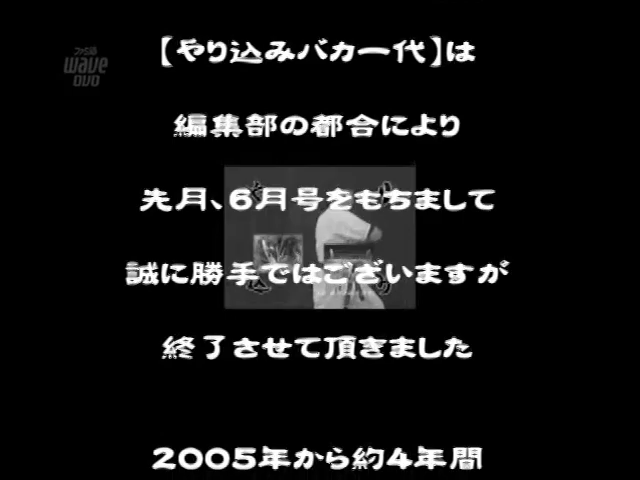 ファミ通
WaVe
DVD
【やり込みバカ一代】は
編集部の都合により
先月、6月号をもちまして
誠に勝手ではございますが
終了させて頂きました
2005年から約4年間